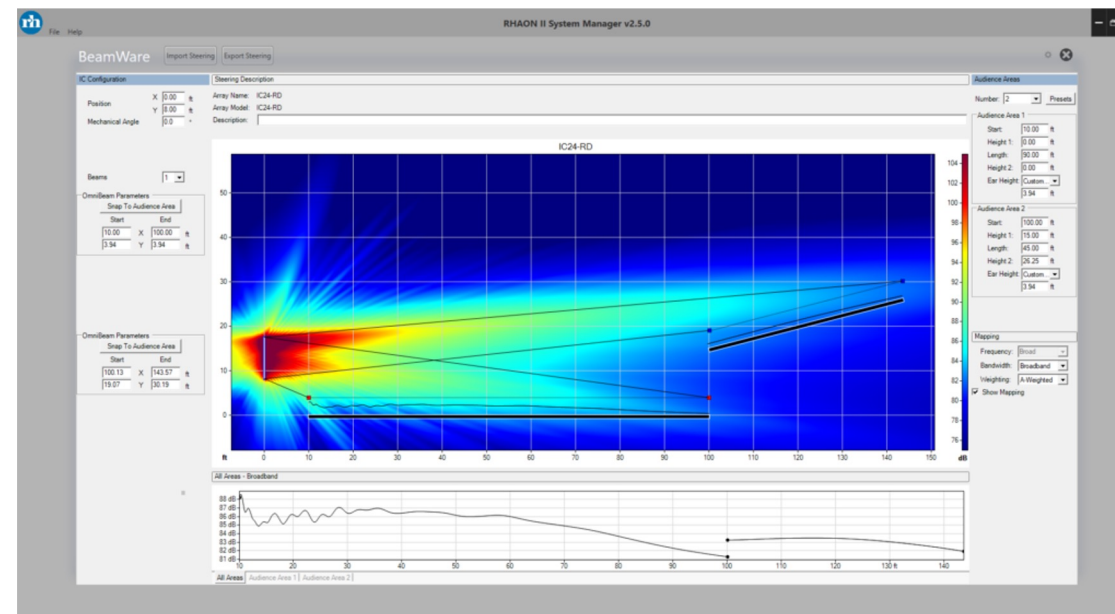 rh
File Help
RHAON II System Manager v2.5.0
BeamWare
Import Steering
Export Steering
IC Configuration
Position
X 0.00 ft
Y 8.00 ft
Mechanical Angle 0.0 °
Beams 1
OmniBeam Parameters
Snap To Audience Area
Start End
10.00 X 100.00 ft
3.94 Y 3.94 ft
OmniBeam Parameters
Snap To Audience Area
Start End
100.13 X 143.57 ft
19.07 Y 30.19 ft
Steering Description
Array Name: IC24-RD
Array Model: IC24-RD
Description:
IC24-RD
50
40
30
20
10
0
ft 0 10 20 30 40 50 60 70 80 90 100 110 120 130 140 150 dB
104
102
100
98
96
94
92
90
88
86
84
82
80
78
76
All Areas - Broadband
88 dB
87 dB
86 dB
85 dB
84 dB
83 dB
82 dB
81 dB
10 20 30 40 50 60 70 80 90 100 110 120 130 ft 140
All Areas Audience Area 1 Audience Area 2
Audience Areas
Number: 2 Presets
Audience Area 1
Start: 10.00 ft
Height 1: 0.00 ft
Length: 90.00 ft
Height 2: 0.00 ft
Ear Height: Custom...
3.94 ft
Audience Area 2
Start: 100.00 ft
Height 1: 15.00 ft
Length: 45.00 ft
Height 2: 26.25 ft
Ear Height: Custom...
3.94 ft
Mapping
Frequency: Broad
Bandwidth: Broadband
Weighting: A-Weighted
Show Mapping